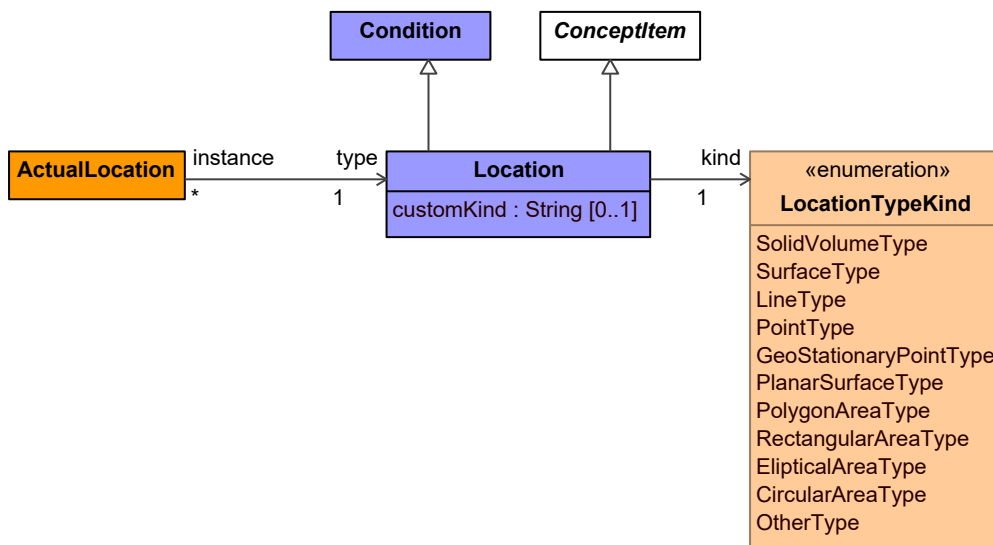 Condition
ConceptItem
ActualLocation
instance
type
*
1
Location
customKind : String [0..1]
kind
1
«enumeration»
LocationTypeKind
SolidVolumeType
SurfaceType
LineType
PointType
GeoStationaryPointType
PlanarSurfaceType
PolygonAreaType
RectangularAreaType
ElipticalAreaType
CircularAreaType
OtherType